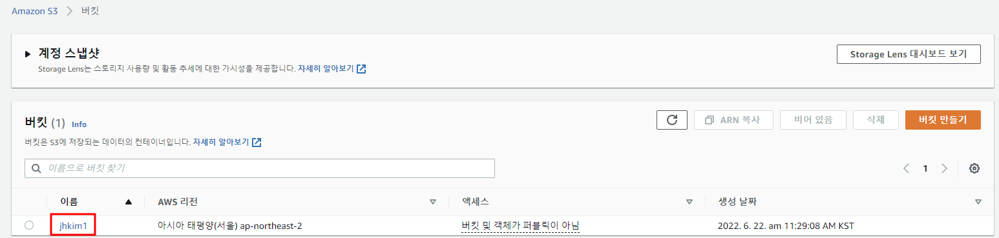 Amazon S3 > 버킷
계정 스냅샷
Storage Lens 대시보드 보기
Storage Lens는 스토리지 사용량 및 활동 추세에 대한 가시성을 제공합니다. 자세히 알아보기
버킷 (1) Info
ARN 복사 비어 있음 삭제 버킷 만들기
버킷은 S3에 저장되는 데이터의 컨테이너입니다. 자세히 알아보기
이름으로 버킷 찾기
1
이름 AWS 리전 액세스 생성 날짜
jhkim1 아시아 태평양(서울) ap-northeast-2 버킷 및 객체가 퍼블릭이 아님 2022. 6. 22. am 11:29:08 AM KST